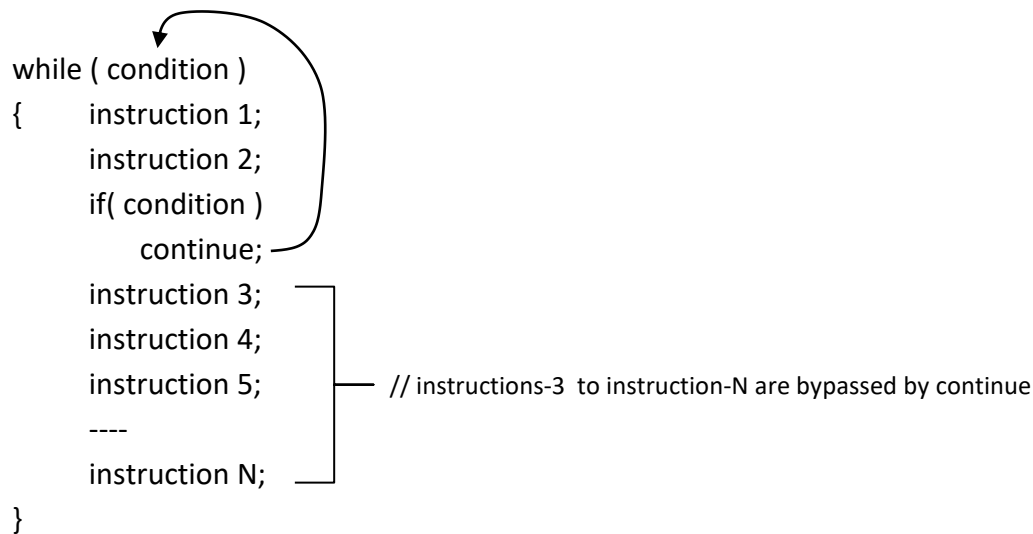 while ( condition )
{ instruction 1;
instruction 2;
if( condition )
continue;
instruction 3;
instruction 4;
instruction 5; // instructions-3 to instruction-N are bypassed by continue
----
instruction N;
}